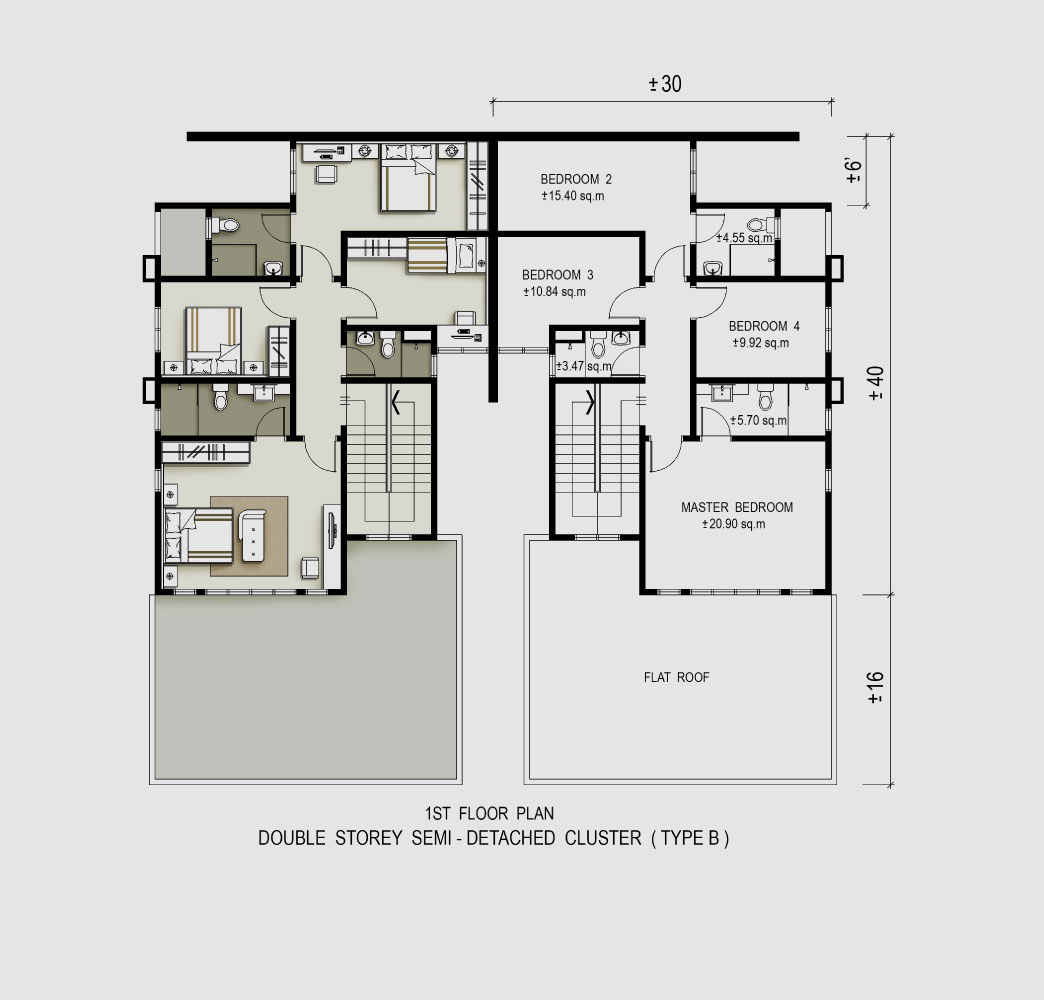 ±30
±6'
BEDROOM 2
±15.40 sq.m
±4.55 sq.m
BEDROOM 3
±10.84 sq.m
BEDROOM 4
±9.92 sq.m
±3.47 sq.m
±40
±5.70 sq.m
MASTER BEDROOM
±20.90 sq.m
FLAT ROOF
±16
1ST FLOOR PLAN
DOUBLE STOREY SEMI - DETACHED CLUSTER ( TYPE B )